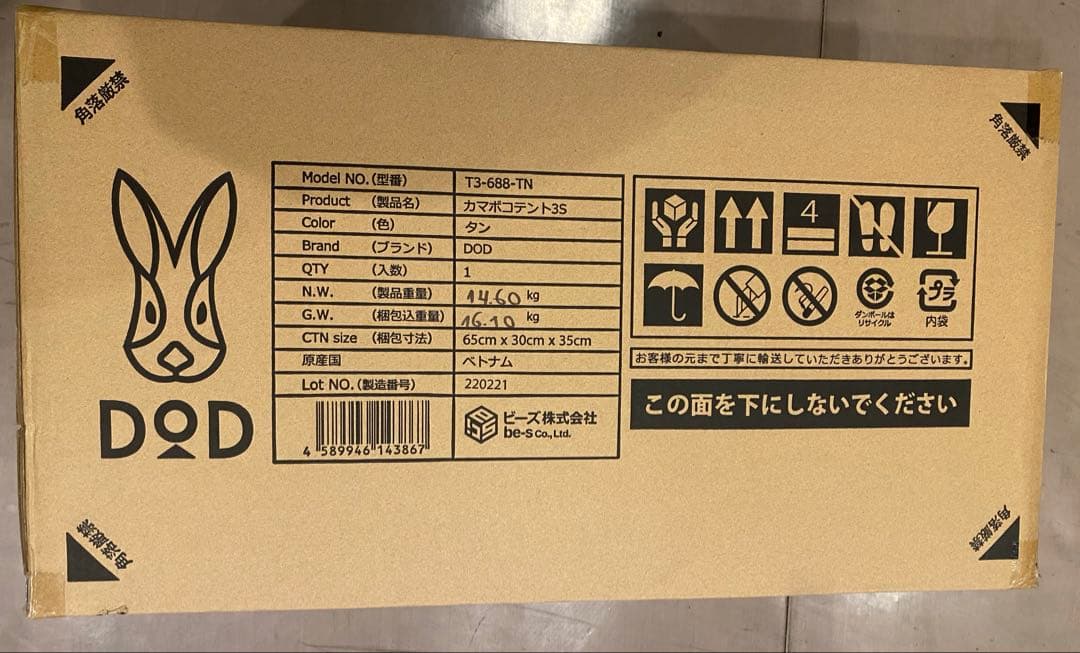 角落厳禁
角落厳禁
DOD
Model NO.(型番) T3-688-TN
Product (製品名) カマボコテント3S
Color (色) タン
Brand (ブランド) DOD
QTY (入数) 1
N.W. (製品重量) 14.60 kg
G.W. (梱包込重量) 16.10 kg
CTN size (梱包寸法) 65cm x 30cm x 35cm
原産国 ベトナム
Lot NO.(製造番号) 220221
4 589946 143867
ビーズ株式会社
be-s Co.,Ltd.
4
ダンボールは
リサイクル
プラ
内袋
お客様の元まで丁寧に輸送していただきありがとうございます。
この面を下にしないでください
角落厳禁
角落厳禁